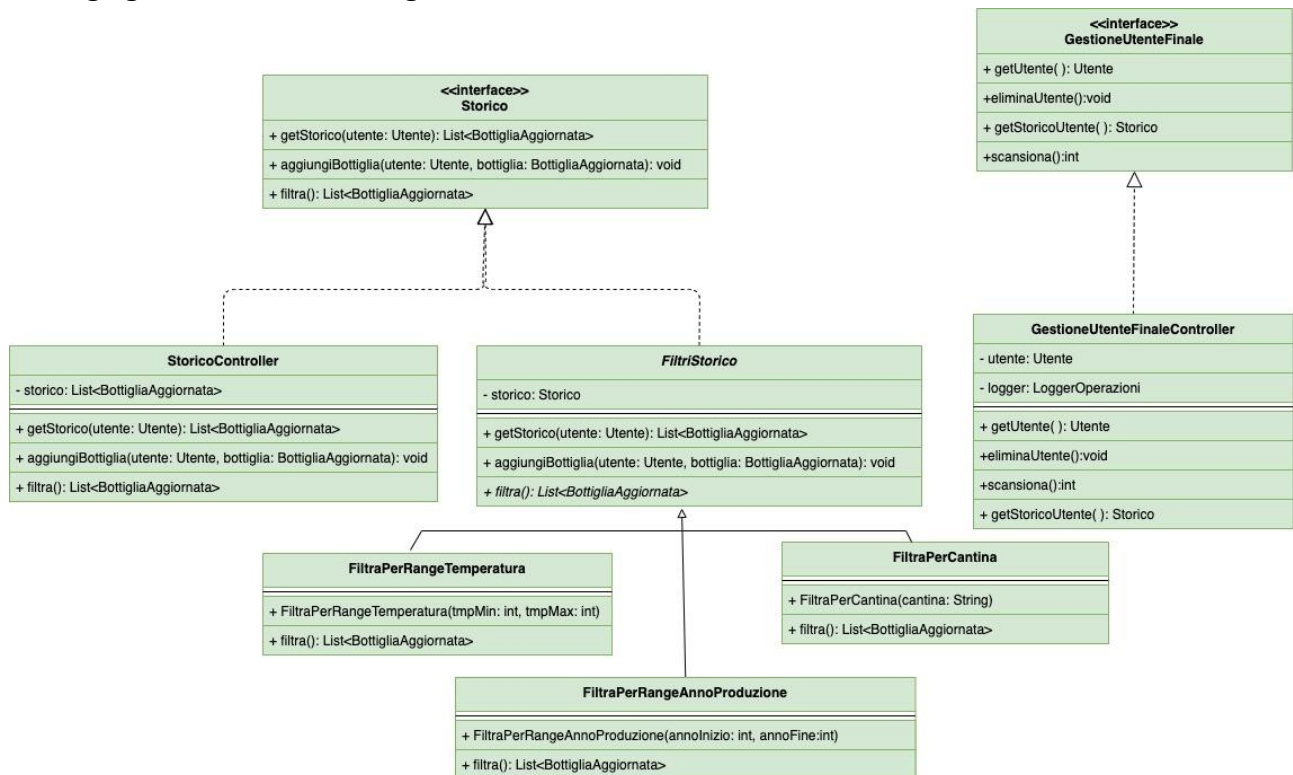 <<interface>>
GestioneUtenteFinale
+ getUtente( ): Utente
+eliminaUtente():void
+ getStoricoUtente( ): Storico
+scansiona():int
<<interface>>
Storico
+ getStorico(utente: Utente): List<BottigliaAggiornata>
+ aggiungiBottiglia(utente: Utente, bottiglia: BottigliaAggiornata): void
+ filtra(): List<BottigliaAggiornata>
StoricoController
- storico: List<BottigliaAggiornata>
+ getStorico(utente: Utente): List<BottigliaAggiornata>
+ aggiungiBottiglia(utente: Utente, bottiglia: BottigliaAggiornata): void
+ filtra(): List<BottigliaAggiornata>
FiltriStorico
- storico: Storico
+ getStorico(utente: Utente): List<BottigliaAggiornata>
+ aggiungiBottiglia(utente: Utente, bottiglia: BottigliaAggiornata): void
+ filtra(): List<BottigliaAggiornata>
GestioneUtenteFinaleController
- utente: Utente
- logger: LoggerOperazioni
+ getUtente( ): Utente
+eliminaUtente():void
+scansiona():int
+ getStoricoUtente( ): Storico
FiltraPerRangeTemperatura
+ FiltraPerRangeTemperatura(tmpMin: int, tmpMax: int)
+ filtra(): List<BottigliaAggiornata>
FiltraPerCantina
+ FiltraPerCantina(cantina: String)
+ filtra(): List<BottigliaAggiornata>
FiltraPerRangeAnnoProduzione
+ FiltraPerRangeAnnoProduzione(annoInizio: int, annoFine:int)
+ filtra(): List<BottigliaAggiornata>